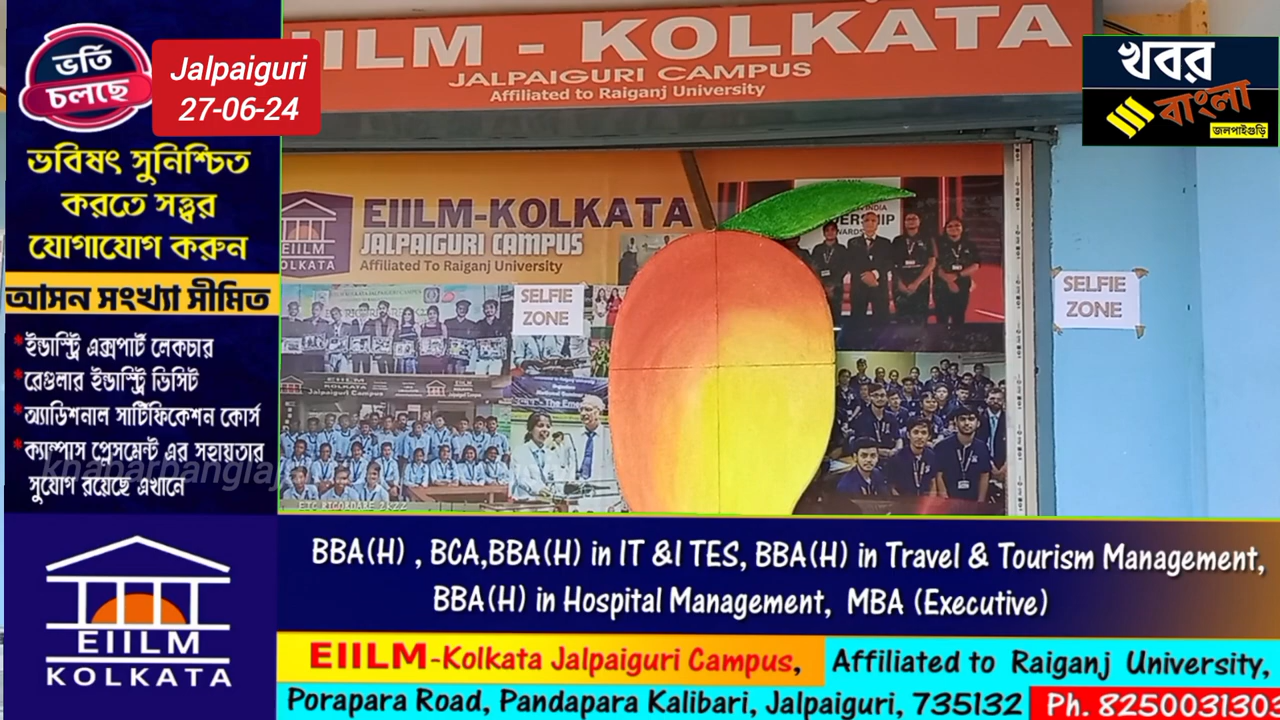 ভর্তি
চলছে
Jalpaiguri
27-06-24
ভবিষৎ সুনিশ্চিত
করতে সত্ত্বর
যোগাযোগ করুন
আসন সংখ্যা সীমিত
*ইন্ডাস্ট্রি এক্সপার্ট লেকচার
*রেগুলার ইন্ডাস্ট্রি ভিসিট
*অ্যাডিশনাল সার্টিফিকেশন কোর্স
*ক্যাম্পাস প্লেসমেন্ট এর সহায়তার
সুযোগ রয়েছে এখানে
EIILM
KOLKATA
IILM - KOLKATA
JALPAIGURI CAMPUS
Affiliated to Raiganj University
খবর
বাংলা
জলপাইগুড়ি
EIILM
OLKATA
EIILM-KOLKATA
JALPAIGURI CAMPUS
Affiliated To Raiganj University
SELFIE
ZONE
SELFIE
ZONE
BBA(H) , BCA,BBA(H) in IT &I TES, BBA(H) in Travel & Tourism Management,
BBA(H) in Hospital Management, MBA (Executive)
EIILM-Kolkata Jalpaiguri Campus, Affiliated to Raiganj University,
Porapara Road, Pandapara Kalibari, Jalpaiguri, 735132 Ph. 8250031303